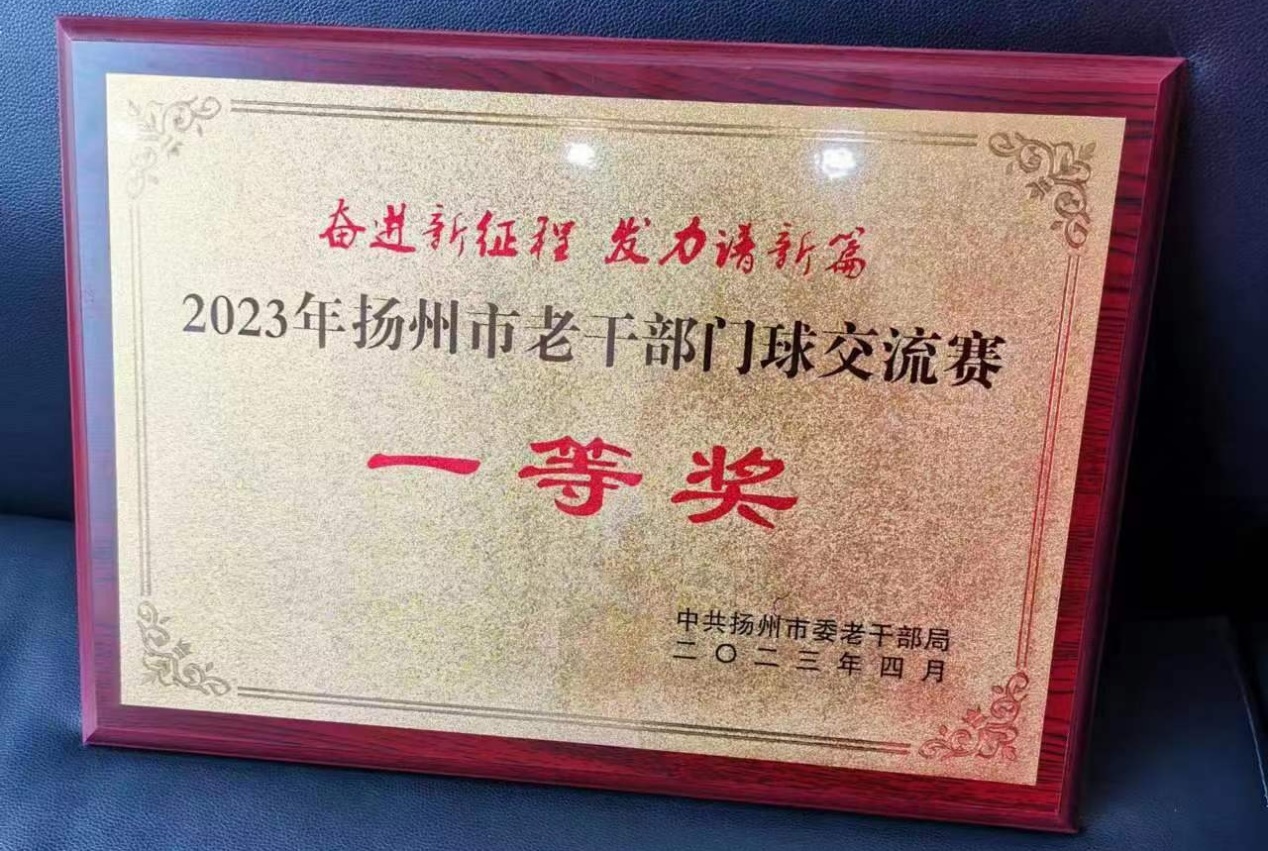 奋进新征程 发力谱新篇
2023年扬州市老干部门球交流赛
一等奖
中共扬州市委老干部局
二〇二三年四月